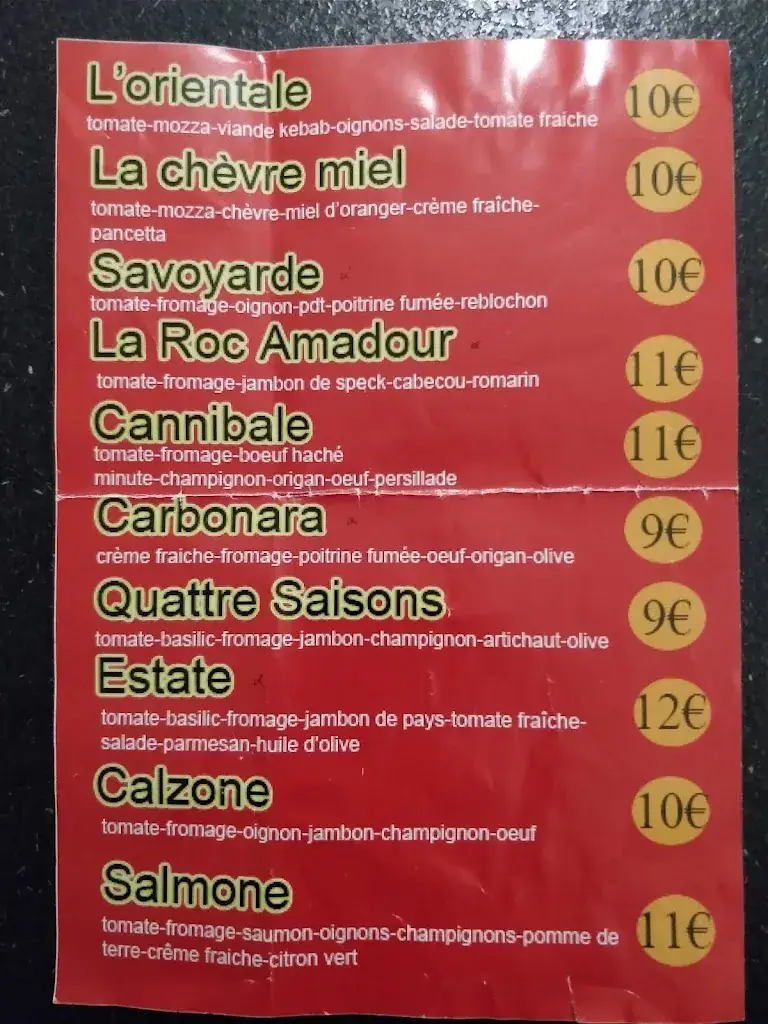 L'orientale 10€
tomate-mozza-viande kebab-oignons-salade-tomate fraiche
La chèvre miel 10€
tomate-mozza-chèvre-miel d'oranger-crème fraîche-
pancetta
Savoyarde 10€
tomate-fromage-oignon-pdt-poitrine fumée-reblochon
La Roc Amadour 11€
tomate-fromage-jambon de speck-cabecou-romarin
Cannibale 11€
tomate-fromage-boeuf haché
minute-champignon-origan-oeuf-persillade
Carbonara 9€
crème fraiche-fromage-poitrine fumée-oeuf-origan-olive
Quattre Saisons 9€
tomate-basilic-fromage-jambon-champignon-artichaut-olive
Estate 12€
tomate-basilic-fromage-jambon de pays-tomate fraîche-
salade-parmesan-huile d'olive
Calzone 10€
tomate-fromage-oignon-jambon-champignon-oeuf
Salmone 11€
tomate-fromage-saumon-oignons-champignons-pomme de
terre-crême fraiche-citron vert